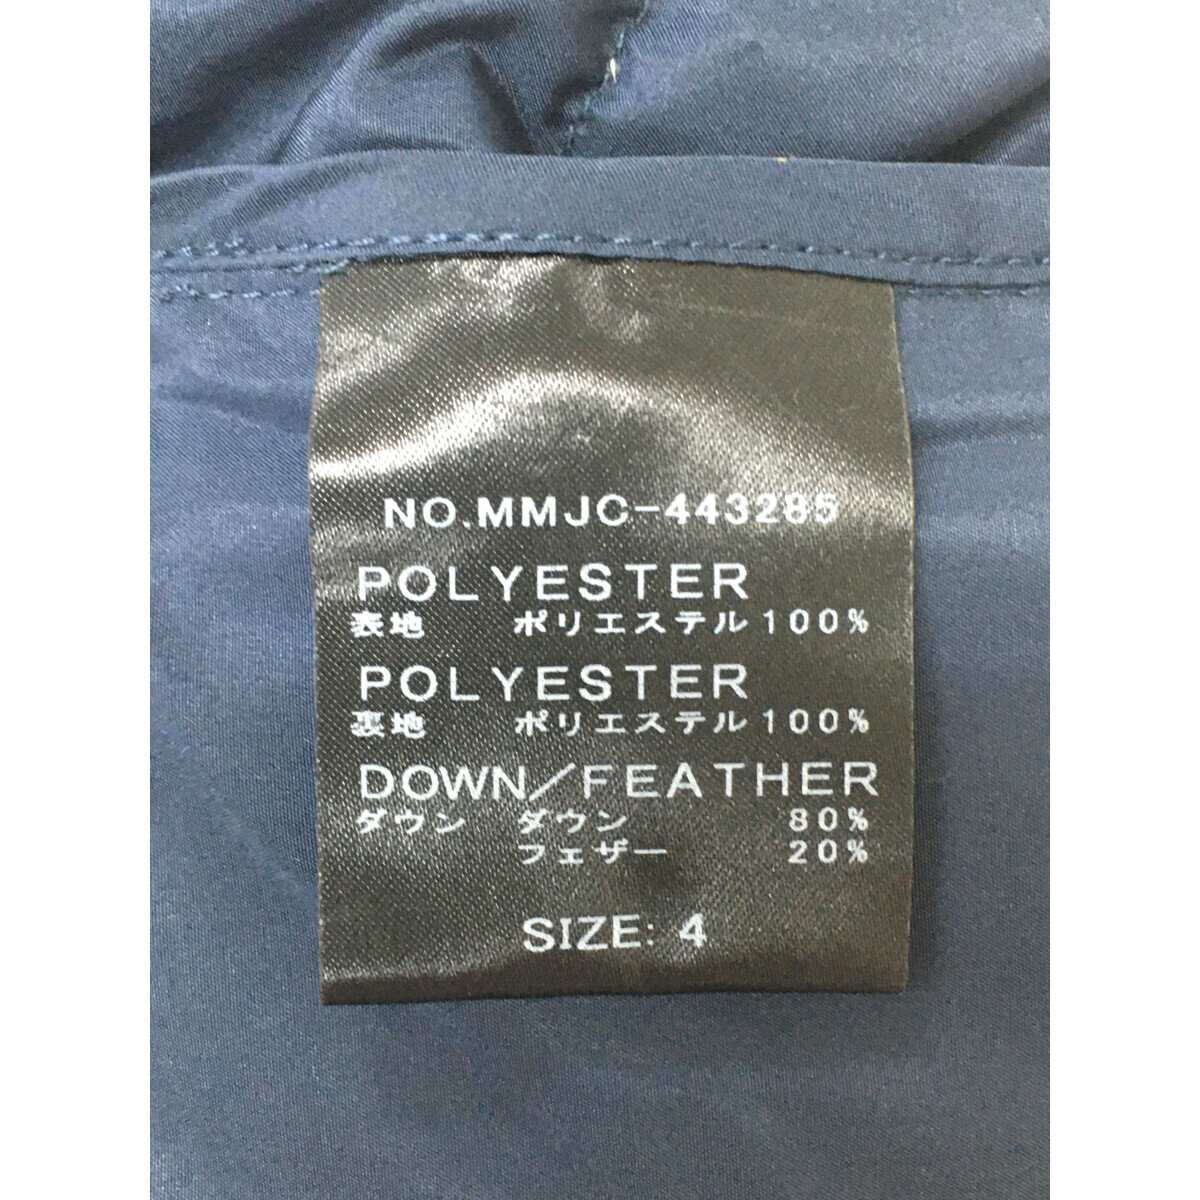 NO.MMJC-443285
POLYESTER
表地 ポリエステル100%
POLYESTER
裏地 ポリエステル100%
DOWN/FEATHER
ダウン ダウン 80%
フェザー 20%
SIZE: 4